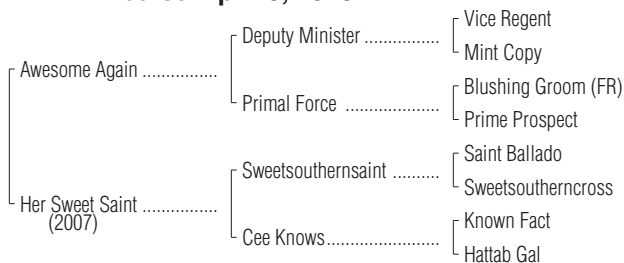 Vice Regent
Deputy Minister
Mint Copy
Awesome Again
Blushing Groom (FR)
Primal Force
Prime Prospect
Saint Ballado
Sweetsouthernsaint
Sweetsoutherncross
Her Sweet Saint
(2007)
Known Fact
Cee Knows
Hattab Gal